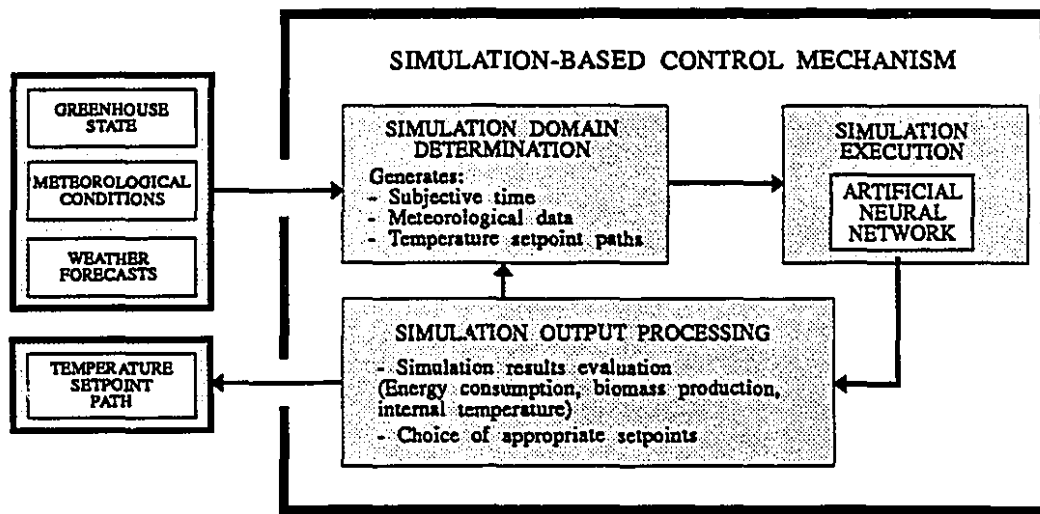 SIMULATION-BASED CONTROL MECHANISM
GREENHOUSE
STATE
METEOROLOGICAL
CONDITIONS
WEATHER
FORECASTS
SIMULATION DOMAIN
DETERMINATION
Generates:
- Subjective time
- Meteorological data
- Temperature setpoint paths
SIMULATION
EXECUTION
ARTIFICIAL
NEURAL
NETWORK
SIMULATION OUTPUT PROCESSING
- Simulation results evaluation
(Energy consumption, biomass production,
internal temperature)
- Choice of appropriate setpoints
TEMPERATURE
SETPOINT
PATH